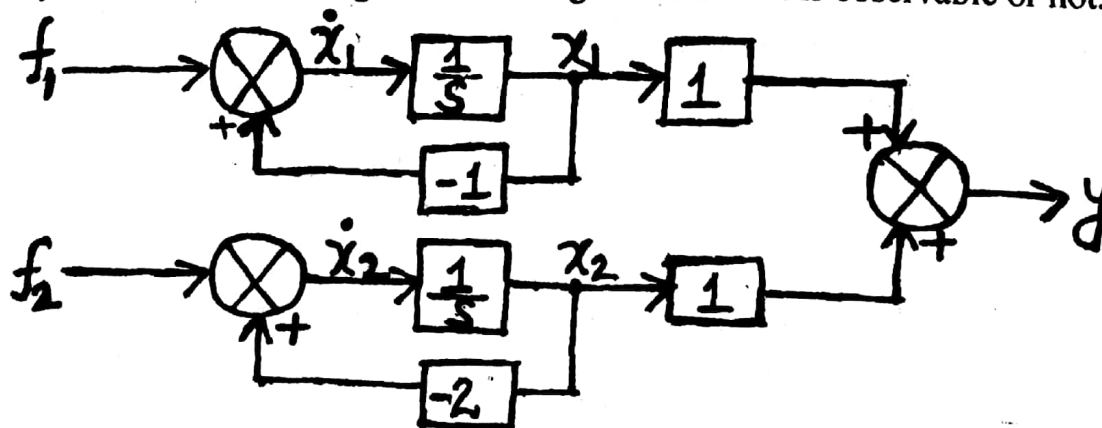 observable or not.
f₁ ẋ₁ 1/s x₁ 1
+ +
-1
y
+
f₂ ẋ₂ 1/s x₂ 1
+
-2